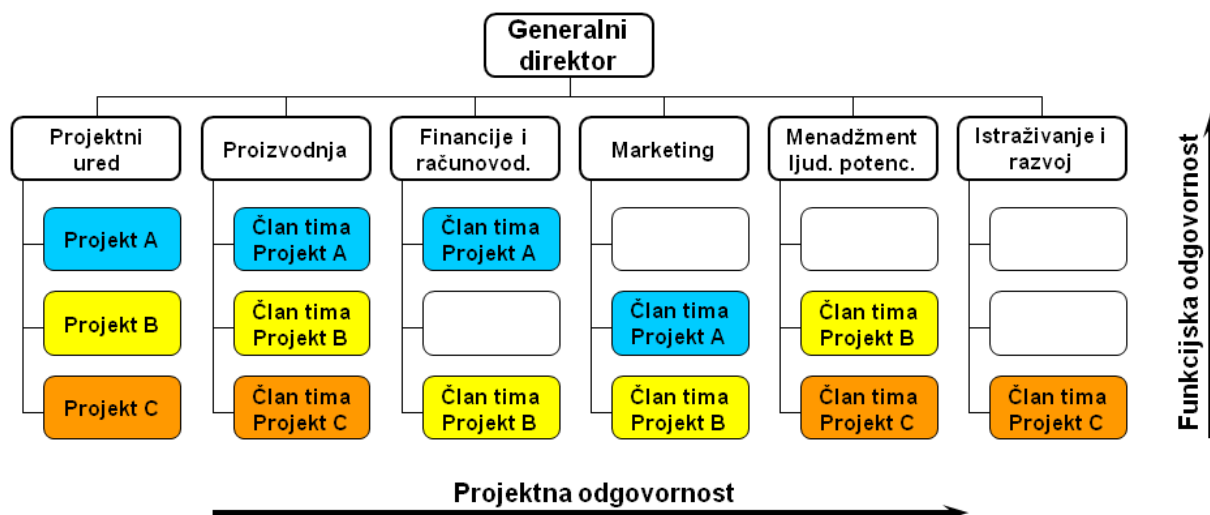 Generalni
direktor
Projektni
ured
Proizvodnja
Financije i
računovod.
Marketing
Menadžment
ljud. potenc.
Istraživanje i
razvoj
Projekt A
Član tima
Projekt A
Član tima
Projekt A
Projekt B
Član tima
Projekt B
Član tima
Projekt A
Član tima
Projekt B
Projekt C
Član tima
Projekt C
Član tima
Projekt B
Član tima
Projekt B
Član tima
Projekt C
Član tima
Projekt C
Funkcijska odgovornost
Projektna odgovornost